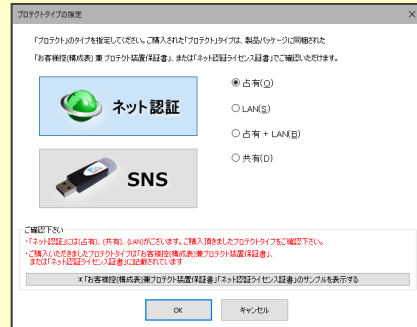 プロテクトタイプの指定
「プロテクト」のタイプを指定してください。ご購入された「プロテクト」タイプは、製品パッケージに同梱された
「お客様控(構成表)兼 プロテクト装置保証書」、または「ネット認証ライセンス証書」でご確認いただけます。
ネット認証
SNS
占有(O)
LAN(S)
占有 + LAN(B)
共有(D)
ご確認下さい
・「ネット認証」には(占有)、(共有)、(LAN)がございます。ご購入頂きましたプロテクトタイプをご確認下さい。
・ご購入いただきましたプロテクトタイプは「お客様控(構成表)兼プロテクト装置保証書」、
または「ネット認証ライセンス証書」に記載されています
※「お客様控(構成表)兼プロテクト装置保証書」「ネット認証ライセンス証書」のサンプルを表示する
OK
キャンセル